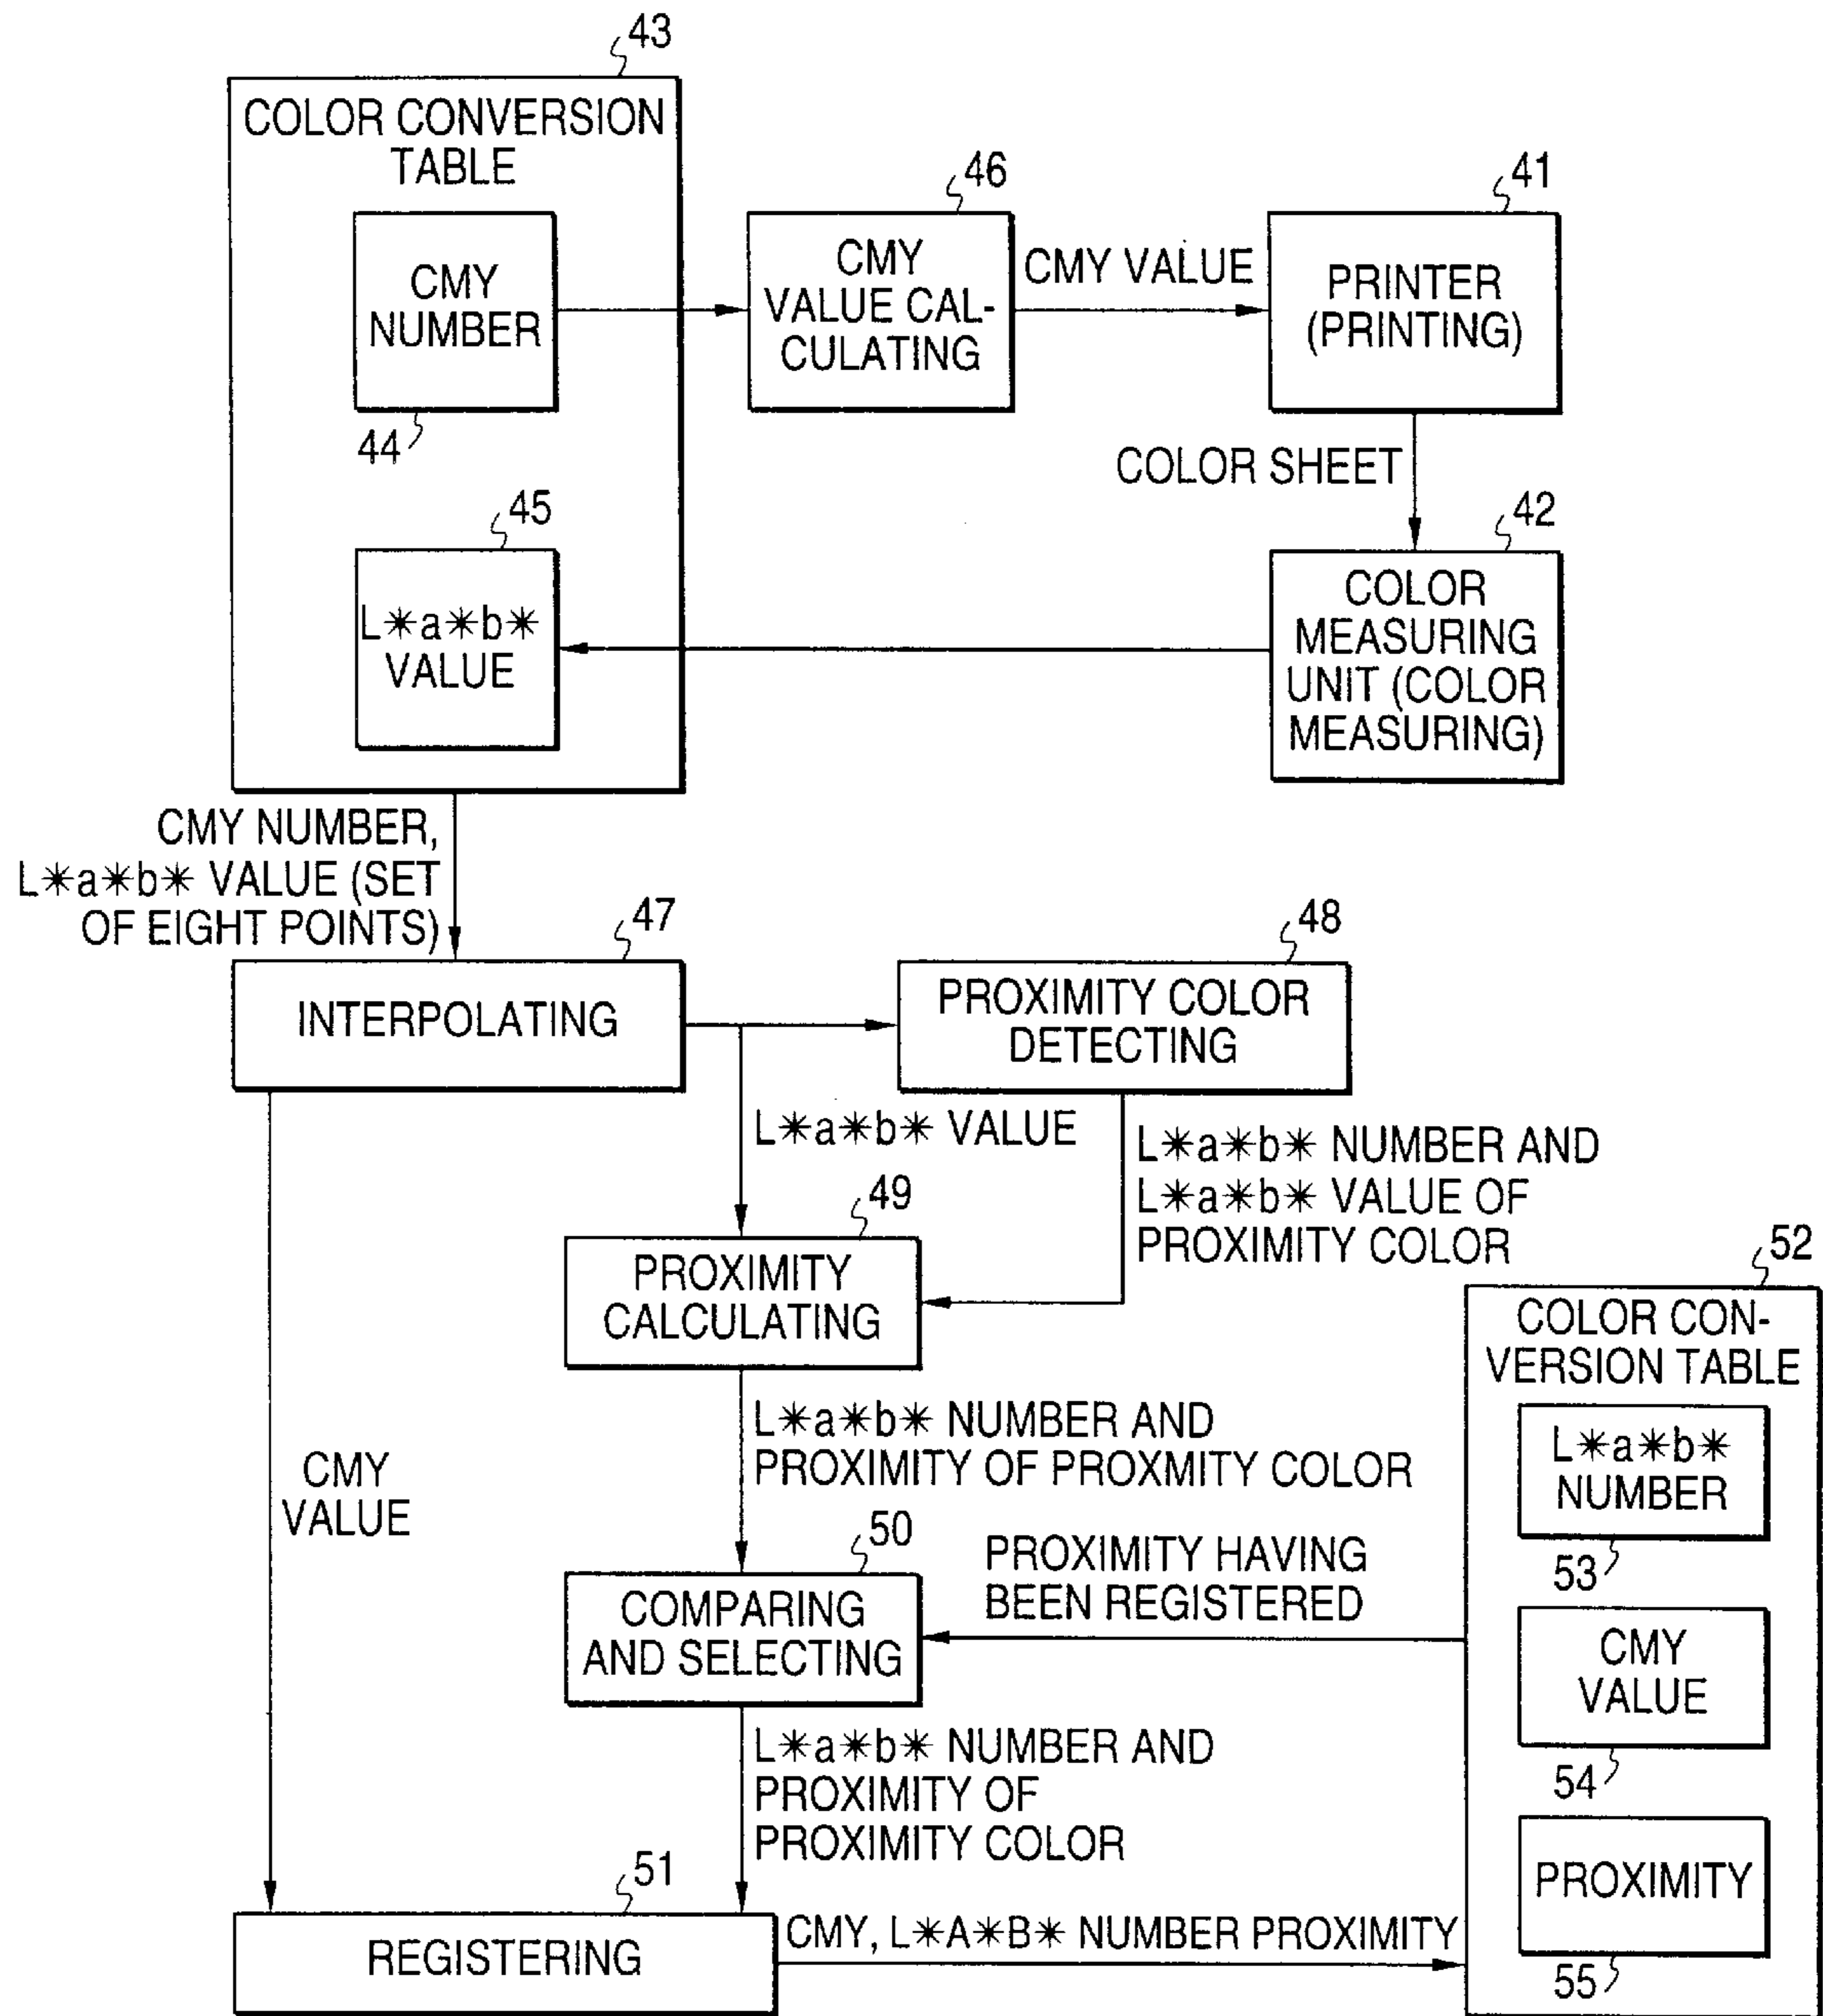 43
COLOR CONVERSION
TABLE
46
41
CMY
NUMBER
CMY
VALUE CAL-
CULATING
CMY VALUE
PRINTER
(PRINTING)
44
COLOR SHEET
45
42
L*a*b*
VALUE
COLOR
MEASURING
UNIT (COLOR
MEASURING)
CMY NUMBER,
L*a*b* VALUE (SET
OF EIGHT POINTS)
47
48
INTERPOLATING
PROXIMITY COLOR
DETECTING
L*a*b* VALUE
L*a*b* NUMBER AND
L*a*b* VALUE OF
PROXIMITY COLOR
49
PROXIMITY
CALCULATING
52
COLOR CON-
VERSION TABLE
L*a*b* NUMBER AND
PROXIMITY OF PROXMITY COLOR
L*a*b*
NUMBER
53
CMY
VALUE
50
PROXIMITY HAVING
BEEN REGISTERED
COMPARING
AND SELECTING
CMY
VALUE
54
L*a*b* NUMBER AND
PROXIMITY OF
PROXIMITY COLOR
PROXIMITY
55
51
REGISTERING
CMY, L*A*B* NUMBER PROXIMITY